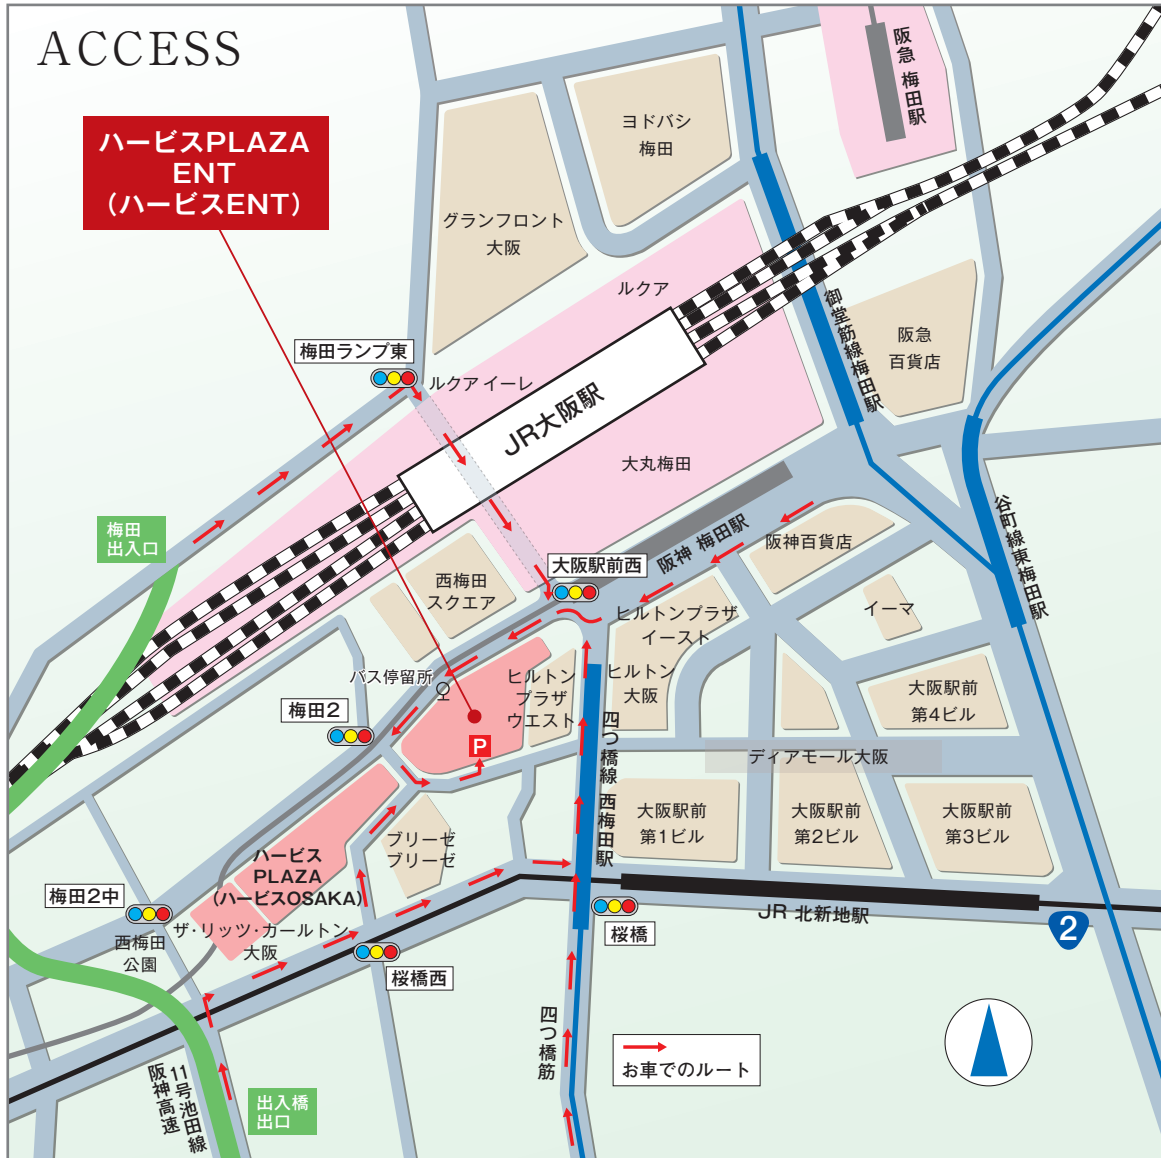 ACCESS
ハービスPLAZA
ENT
（ハービスENT）
阪急 梅田駅
ヨドバシ
梅田
グランフロント
大阪
ルクア
御堂筋線梅田駅
阪急
百貨店
梅田ランプ東
ルクア イーレ
JR大阪駅
大丸梅田
梅田
出入口
阪神 梅田駅
阪神百貨店
谷町線東梅田駅
大阪駅前西
西梅田
スクエア
ヒルトンプラザ
イースト
イーマ
バス停留所
ヒルトン
プラザ
ウエスト
ヒルトン
大阪
大阪駅前
第4ビル
梅田2
P
四つ橋線 西梅田駅
ディアモール大阪
大阪駅前
第1ビル
大阪駅前
第2ビル
大阪駅前
第3ビル
ブリーゼ
ブリーゼ
ハービス
PLAZA
（ハービスOSAKA）
梅田2中
西梅田
公園
ザ・リッツ・カールトン
大阪
桜橋西
桜橋
JR 北新地駅
2
四つ橋筋
お車でのルート
11号池田線
阪神高速
出入橋
出口